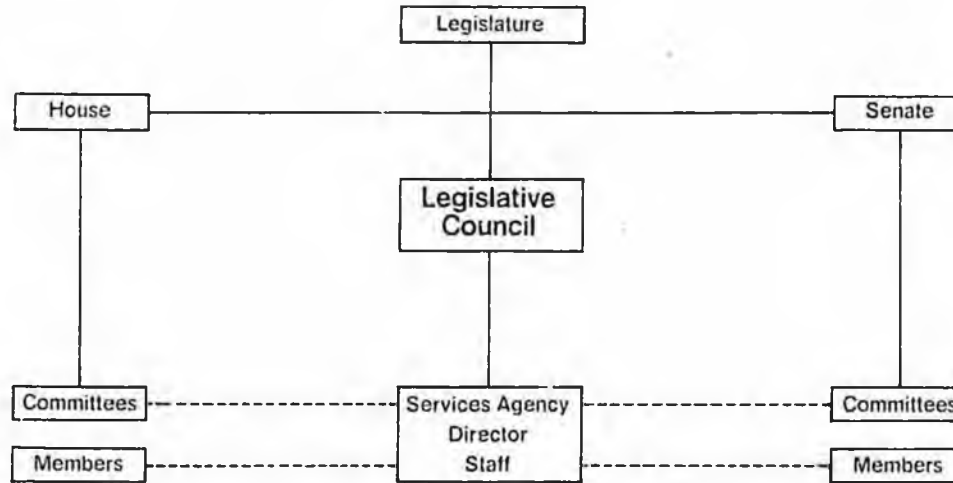 Legislature
House
Senate
Legislative
Council
Committees
Services Agency
Committees
Director
Members
Staff
Members